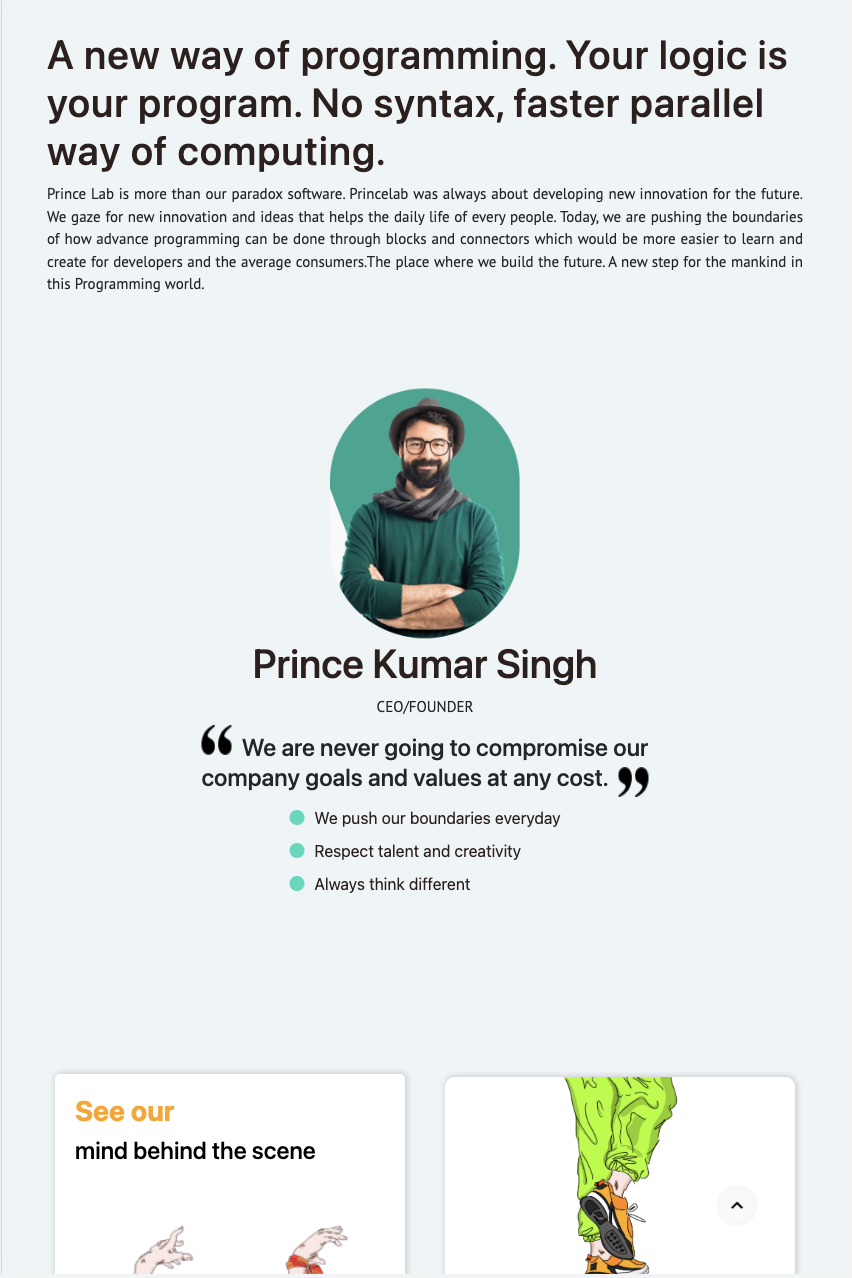 A new way of programming. Your logic is
your program. No syntax, faster parallel
way of computing.
Prince Lab is more than our paradox software. Princelab was always about developing new innovation for the future.
We gaze for new innovation and ideas that helps the daily life of every people. Today, we are pushing the boundaries
of how advance programming can be done through blocks and connectors which would be more easier to learn and
create for developers and the average consumers.The place where we build the future. A new step for the mankind in
this Programming world.
Prince Kumar Singh
CEO/FOUNDER
“ We are never going to compromise our
company goals and values at any cost. ”
We push our boundaries everyday
Respect talent and creativity
Always think different
See our
mind behind the scene